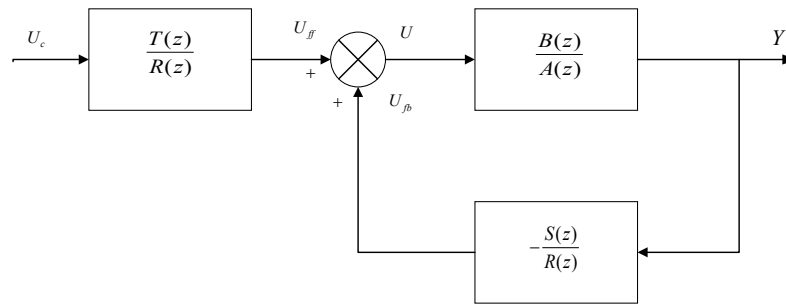 U_c
T(z)
R(z)
U_ff
+
+
U
U_fb
B(z)
A(z)
Y
-S(z)
R(z)